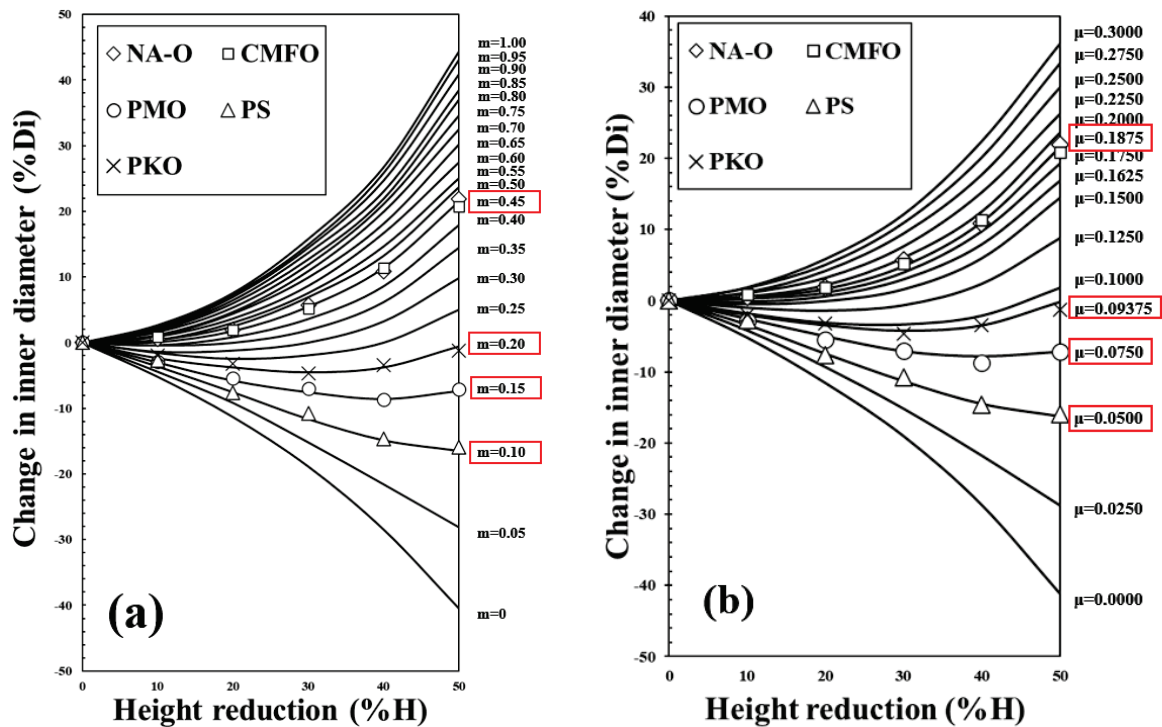 Change in inner diameter (%Di)
50
40
30
20
10
0
-10
-20
-30
-40
-50
NA-O
CMFO
PMO
PS
PKO
m=1.00
m=0.95
m=0.90
m=0.85
m=0.80
m=0.75
m=0.70
m=0.65
m=0.60
m=0.55
m=0.50
m=0.45
m=0.40
m=0.35
m=0.30
m=0.25
m=0.20
m=0.15
m=0.10
m=0.05
m=0
(a)
0 10 20 30 40 50
Height reduction (%H)
Change in inner diameter (%Di)
40
30
20
10
0
-10
-20
-30
-40
-50
NA-O
CMFO
PMO
PS
PKO
μ=0.3000
μ=0.2750
μ=0.2500
μ=0.2250
μ=0.2000
μ=0.1875
μ=0.1750
μ=0.1625
μ=0.1500
μ=0.1250
μ=0.1000
μ=0.09375
μ=0.0750
μ=0.0500
μ=0.0250
μ=0.0000
(b)
0 10 20 30 40 50
Height reduction (%H)